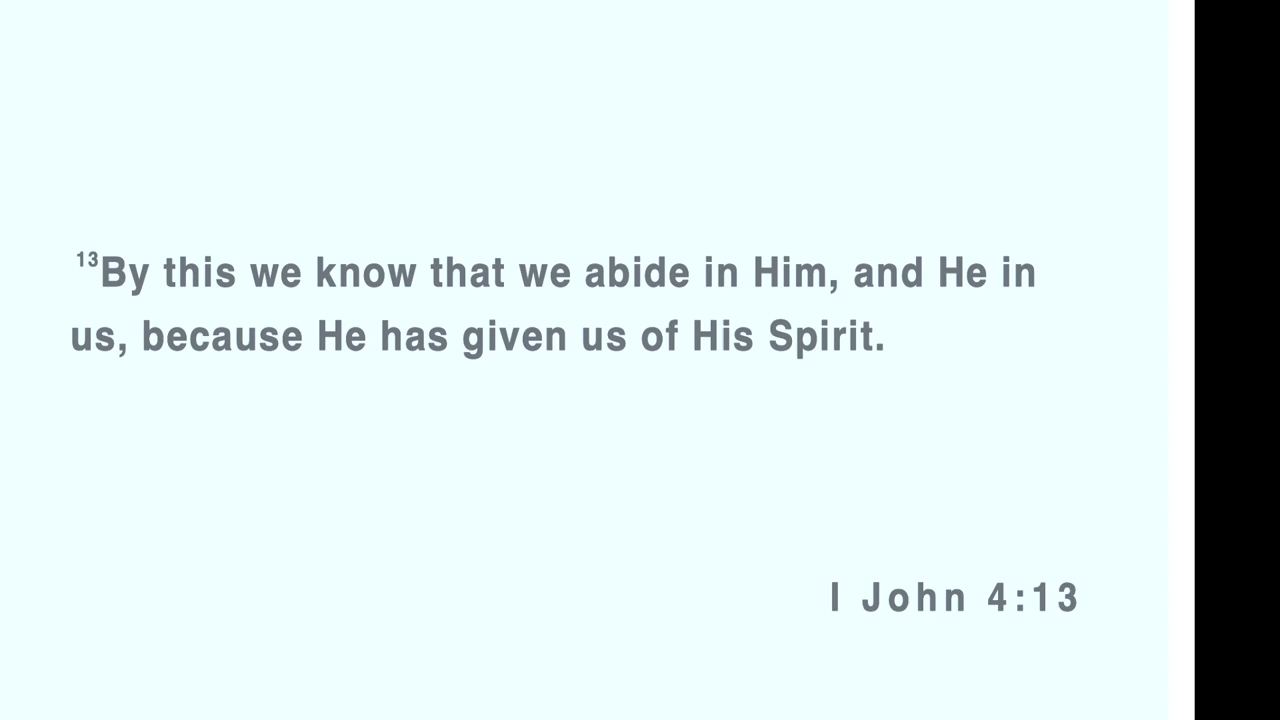 13By this we know that we abide in Him, and He in
us, because He has given us of His Spirit.
I John 4:13